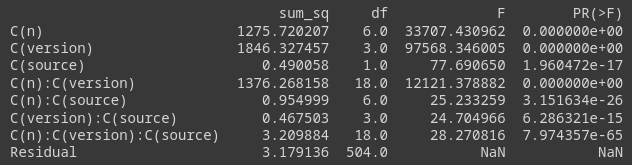 sum_sq df F PR(>F)
C(n) 1275.720207 6.0 33707.430962 0.000000e+00
C(version) 1846.327457 3.0 97568.346005 0.000000e+00
C(source) 0.490058 1.0 77.690650 1.960472e-17
C(n):C(version) 1376.268158 18.0 12121.378882 0.000000e+00
C(n):C(source) 0.954999 6.0 25.233259 3.151634e-26
C(version):C(source) 0.467503 3.0 24.704966 6.286321e-15
C(n):C(version):C(source) 3.209884 18.0 28.270816 7.974357e-65
Residual 3.179136 504.0 NaN NaN